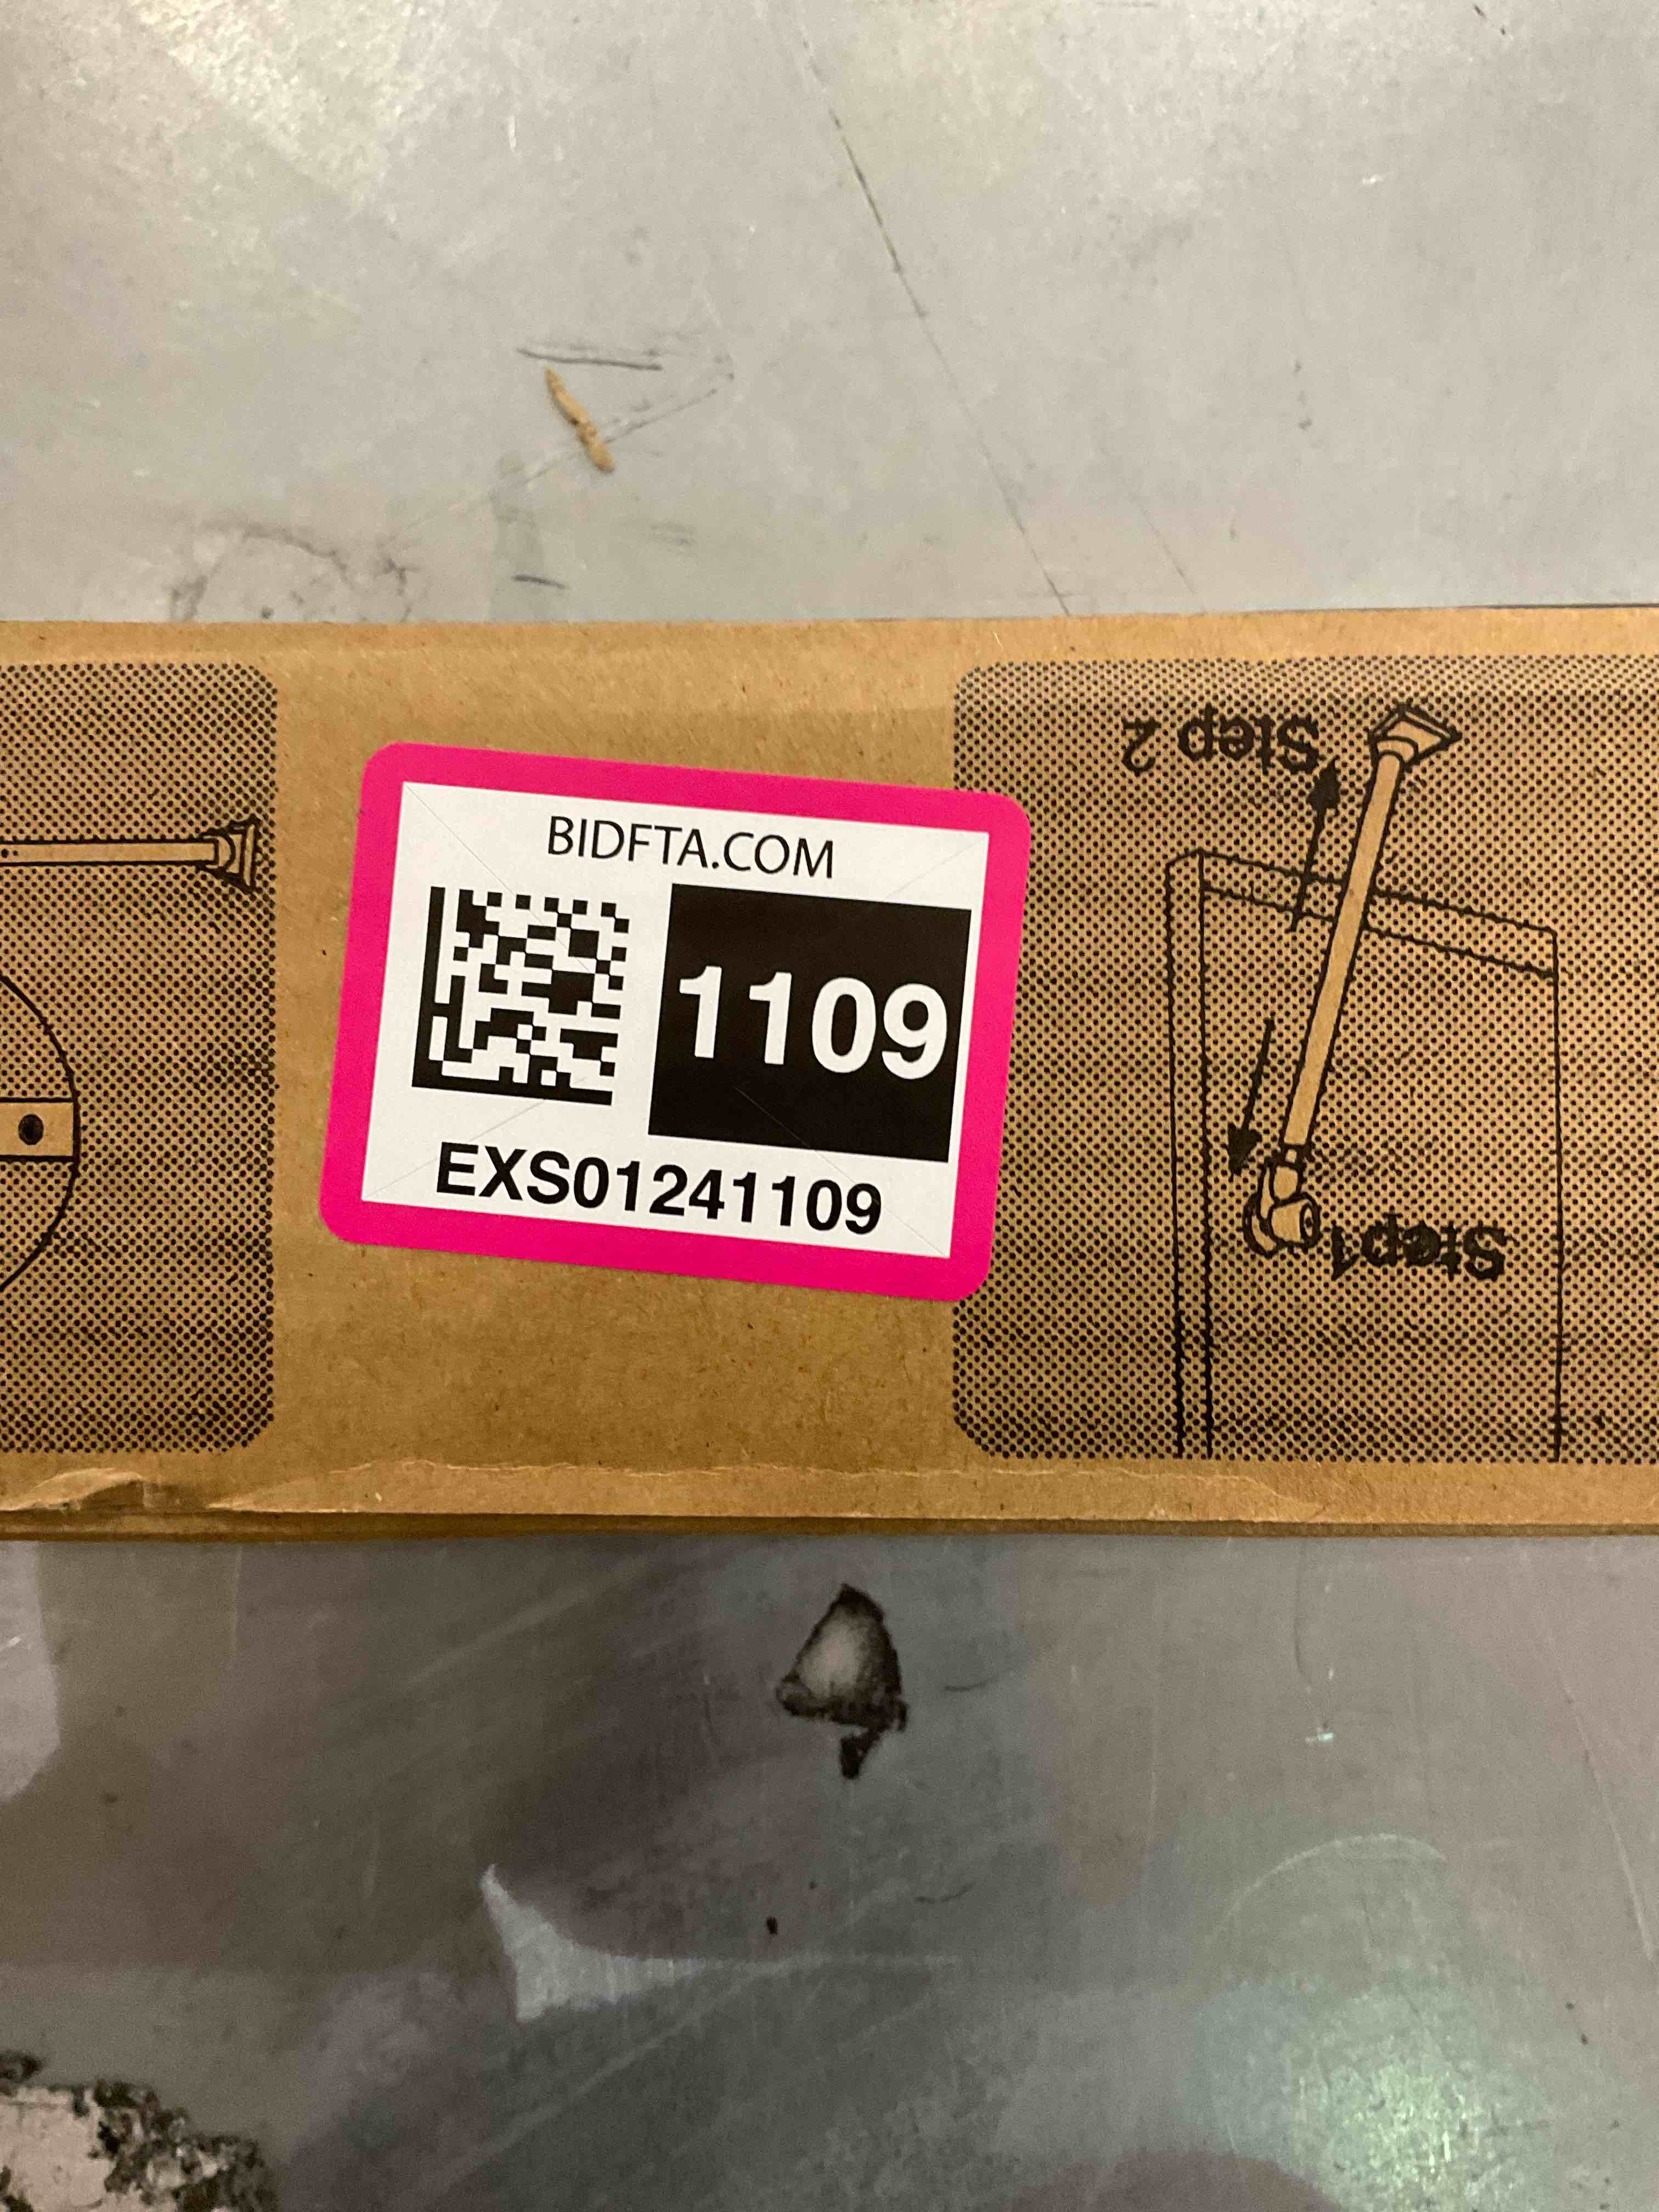 BIDFTA.COM
1109
EXS01241109
Step 2
Step1